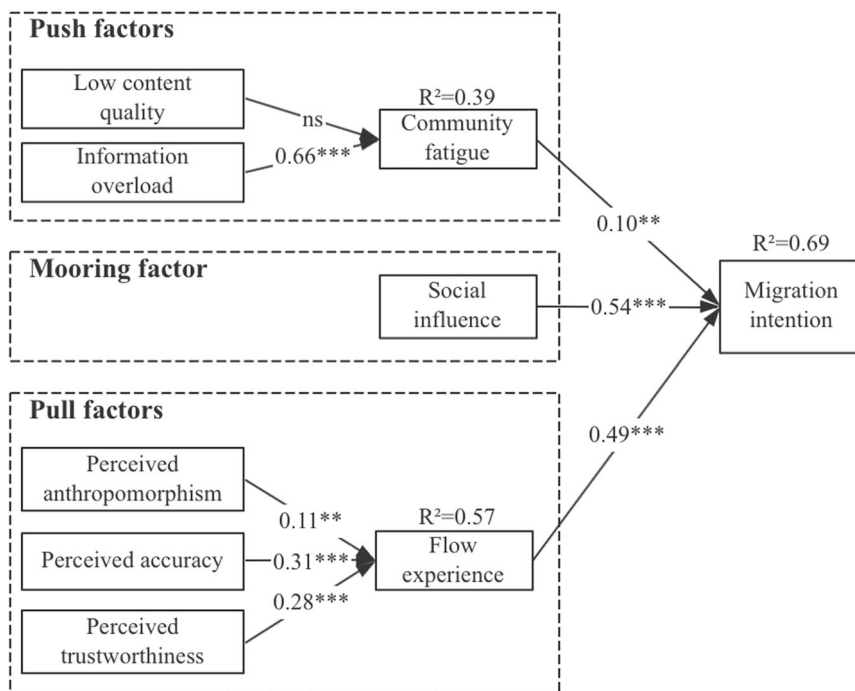 Push factors
Low content
quality
ns
Information
overload
0.66***
R²=0.39
Community
fatigue
0.10**
Mooring factor
Social
influence
0.54***
R²=0.69
Migration
intention
Pull factors
0.49***
Perceived
anthropomorphism
0.11**
Perceived accuracy
0.31***
R²=0.57
Flow
experience
0.28***
Perceived
trustworthiness